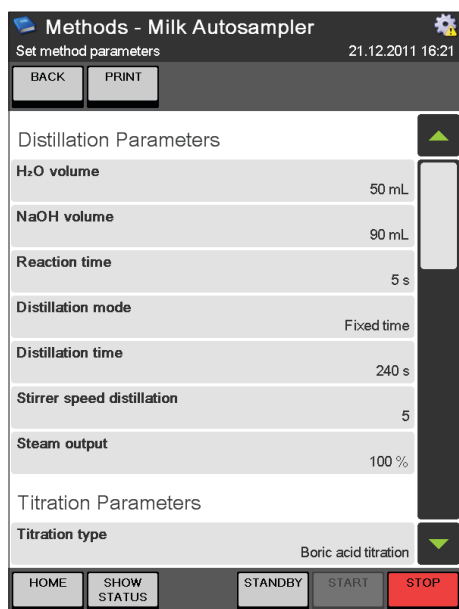 Methods - Milk Autosampler
Set method parameters 21.12.2011 16:21
BACK PRINT
Distillation Parameters
H₂O volume
50 mL
NaOH volume
90 mL
Reaction time
5 s
Distillation mode
Fixed time
Distillation time
240 s
Stirrer speed distillation
5
Steam output
100 %
Titration Parameters
Titration type
Boric acid titration
HOME SHOW STATUS STANDBY START STOP